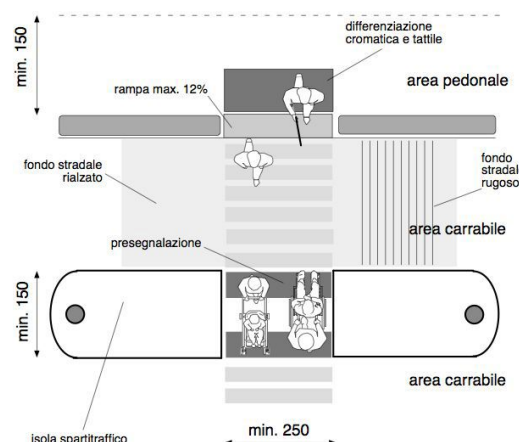 min. 150
differenziazione
cromatica e tattile
area pedonale
rampa max. 12%
fondo stradale
rialzato
fondo
stradale
rugoso
area carrabile
presegnalazione
min. 150
area carrabile
min. 250
isola spartitraffico